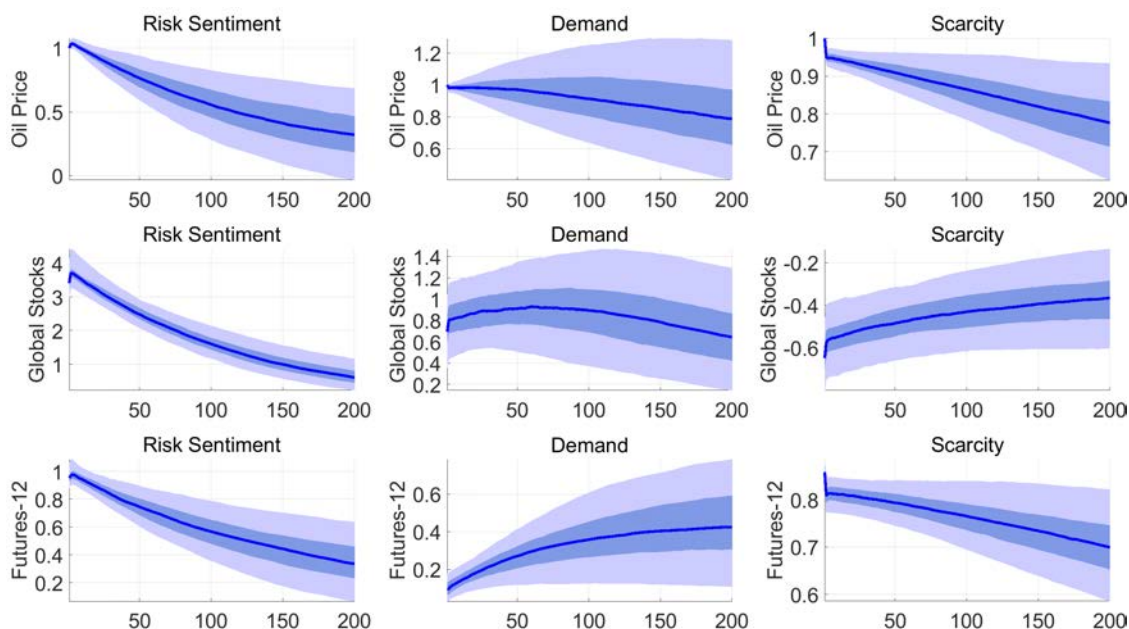 Risk Sentiment Demand Scarcity
Oil Price 1 0.5 0 50 100 150 200
Oil Price 1.2 1 0.8 0.6 50 100 150 200
Oil Price 1 0.9 0.8 0.7 50 100 150 200
Risk Sentiment Demand Scarcity
Global Stocks 4 3 2 1 50 100 150 200
Global Stocks 1.4 1.2 1 0.8 0.6 0.4 0.2 50 100 150 200
Global Stocks -0.2 -0.4 -0.6 50 100 150 200
Risk Sentiment Demand Scarcity
Futures-12 1 0.8 0.6 0.4 0.2 50 100 150 200
Futures-12 0.6 0.4 0.2 50 100 150 200
Futures-12 0.8 0.7 0.6 50 100 150 200